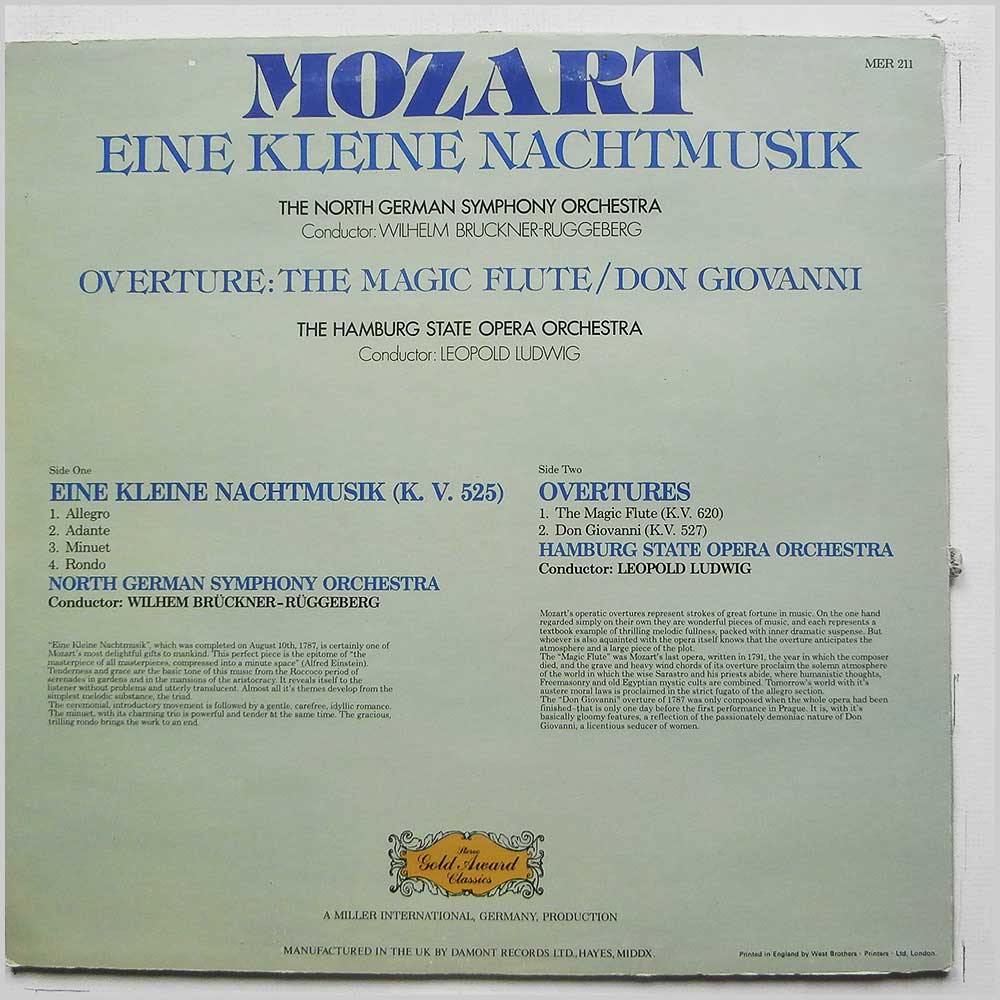 MER 211
MOZART
EINE KLEINE NACHTMUSIK
THE NORTH GERMAN SYMPHONY ORCHESTRA
Conductor: WILHELM BRUCKNER-RUGGEBERG
OVERTURE: THE MAGIC FLUTE/DON GIOVANNI
THE HAMBURG STATE OPERA ORCHESTRA
Conductor: LEOPOLD LUDWIG
Side One
EINE KLEINE NACHTMUSIK (K. V. 525)
1. Allegro
2. Adante
3. Minuet
4. Rondo
NORTH GERMAN SYMPHONY ORCHESTRA
Conductor: WILHEM BRÜCKNER-RÜGGEBERG
"Eine Kleine Nachtmusik", which was completed on August 10th, 1787, is certainly one of
Mozart's most delightful gifts to mankind. This perfect piece is the epitome of "the
masterpiece of all masterpieces, compressed into a minute space" (Alfred Einstein).
Tenderness and grace are the basic tone of this music from the Roccoco period of
serenades in gardens and in the mansions of the aristocracy. It reveals itself to the
listener without problems and utterly translucent. Almost all it's themes develop from the
simplest melodic substance, the triad.
The ceremonial, introductory movement is followed by a gentle, carefree, idyllic romance.
The minuet, with its charming trio is powerful and tender at the same time. The gracious,
trilling rondo brings the work to an end.
Side Two
OVERTURES
1. The Magic Flute (K.V. 620)
2. Don Giovanni (K.V. 527)
HAMBURG STATE OPERA ORCHESTRA
Conductor: LEOPOLD LUDWIG
Mozart's operatic overtures represent strokes of great fortune in music. On the one hand
regarded simply on their own they are wonderful pieces of music, and each represents a
textbook example of thrilling melodic fullness, packed with inner dramatic suspense. But
whoever is also aquainted with the opera itself knows that the overture anticipates the
atmosphere and a large piece of the plot.
The "Magic Flute" was Mozart's last opera, written in 1791, the year in which the composer
died, and the grave and heavy wind chords of its overture proclaim the solemn atmosphere
of the world in which the wise Sarastro and his priests abide, where humanistic thoughts,
Freemasonry and old Egyptian mystic cults are combined. Tomorrow's world with it's
austere moral laws is proclaimed in the strict fugato of the allegro section.
The "Don Giovanni" overture of 1787 was only composed when the whole opera had been
finished-that is only one day before the first performance in Prague. It is, with it's
basically gloomy features, a reflection of the passionately demoniac nature of Don
Giovanni, a licentious seducer of women.
Stereo
Gold Award
Classics
A MILLER INTERNATIONAL, GERMANY, PRODUCTION
MANUFACTURED IN THE UK BY DAMONT RECORDS LTD., HAYES, MIDDX.
Printed in England by West Brothers · Printers · Ltd, London.